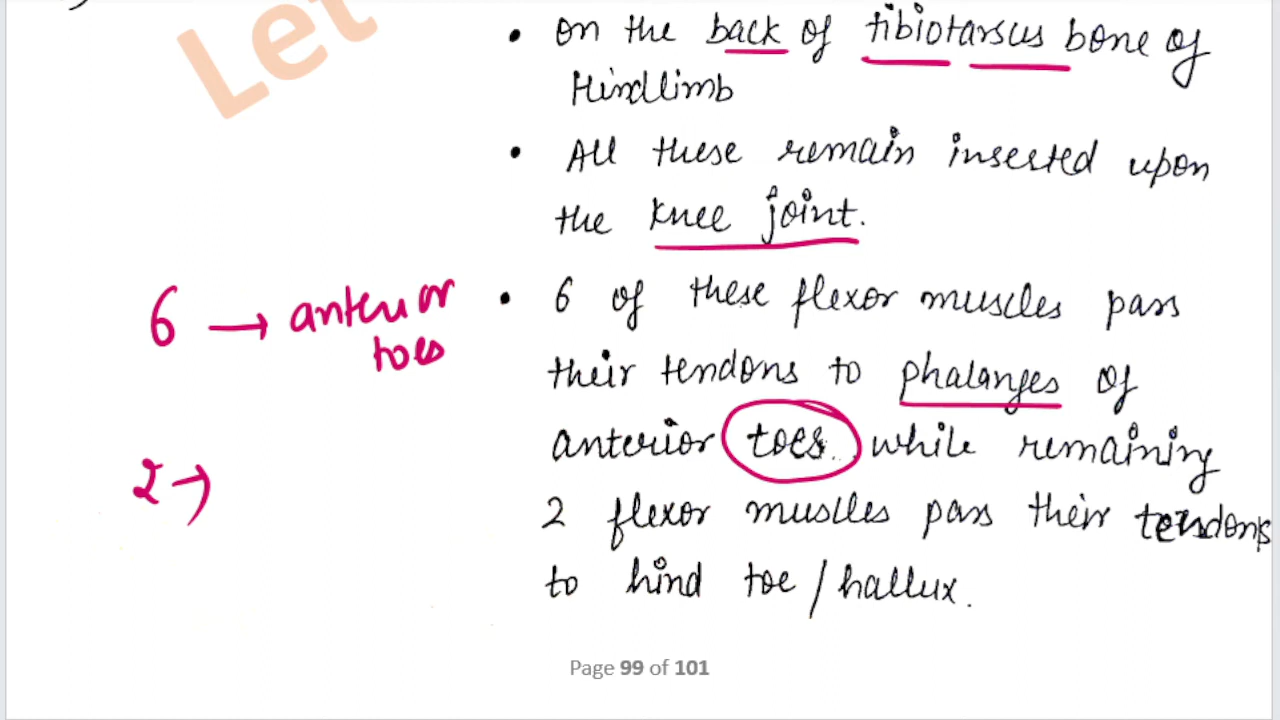 Let
• on the back of tibiotarsus bone of
Hindlimb
• All these remain inserted upon
the knee joint.
6 → anterior
toes
• 6 of these flexor muscles pass
their tendons to phalanges of
anterior toes while remaining
2 →
2 flexor muscles pass their tendons
to hind toe / hallux.
Page 99 of 101